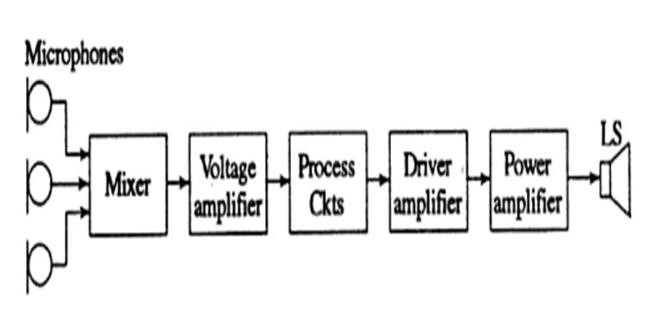 Microphones
LS
Mixer
Voltage
amplifier
Process
Ckts
Driver
amplifier
Power
amplifier